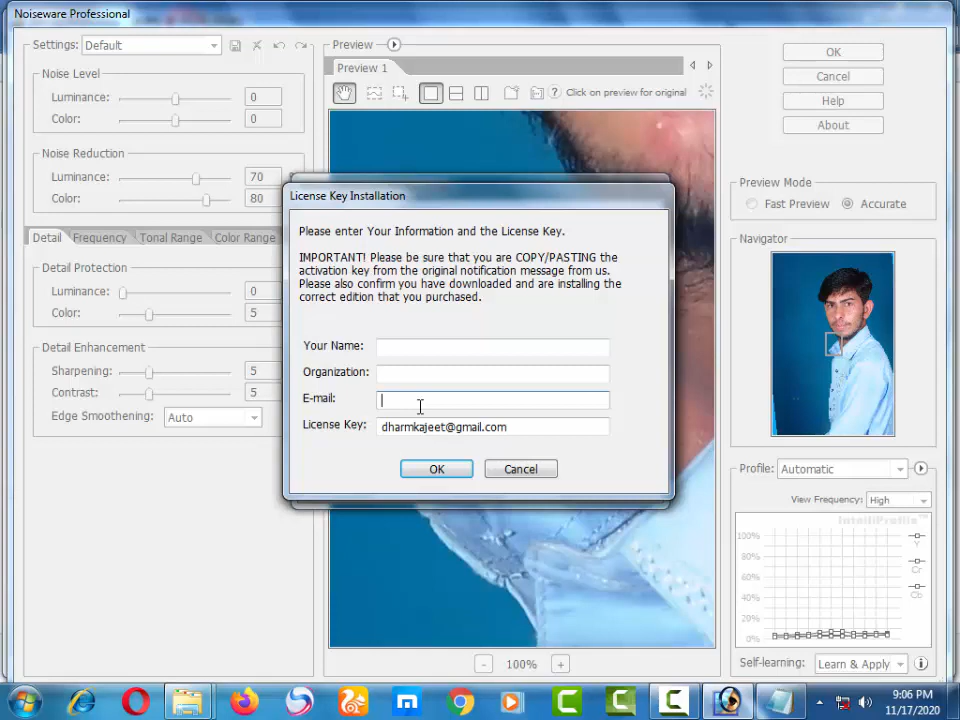 Noiseware Professional
Settings: Default
Preview
OK
Noise Level
Preview 1
Cancel
Luminance: 0
Click on preview for original
Help
Color: 0
About
Noise Reduction
Luminance: 70
Color: 80
Preview Mode
Fast Preview Accurate
Detail Frequency Tonal Range Color Range
Navigator
Detail Protection
Luminance: 0
Color: 5
Detail Enhancement
Sharpening: 5
Contrast: 5
Edge Smoothening: Auto
License Key Installation
Please enter Your Information and the License Key.
IMPORTANT! Please be sure that you are COPY/PASTING the
activation key from the original notification message from us.
Please also confirm you have downloaded and are installing the
correct edition that you purchased.
Your Name:
Organization:
E-mail:
License Key: dharmkajeet@gmail.com
OK Cancel
Profile: Automatic
View Frequency: High
IntelliProfile™
100%
80%
60%
40%
20%
0%
Y
Cr
Cb
- 100% +
Self-learning: Learn & Apply
9:06 PM
11/17/2020